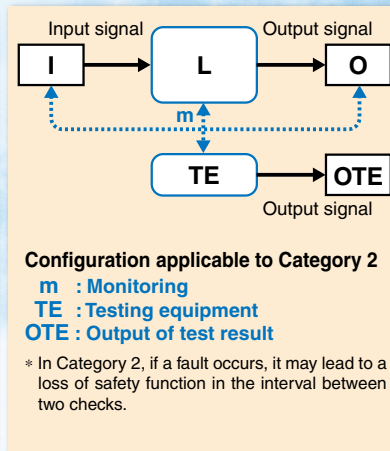 Input signal Output signal
I L O
m
TE OTE
Output signal
Configuration applicable to Category 2
m : Monitoring
TE : Testing equipment
OTE : Output of test result
* In Category 2, if a fault occurs, it may lead to a
loss of safety function in the interval between
two checks.